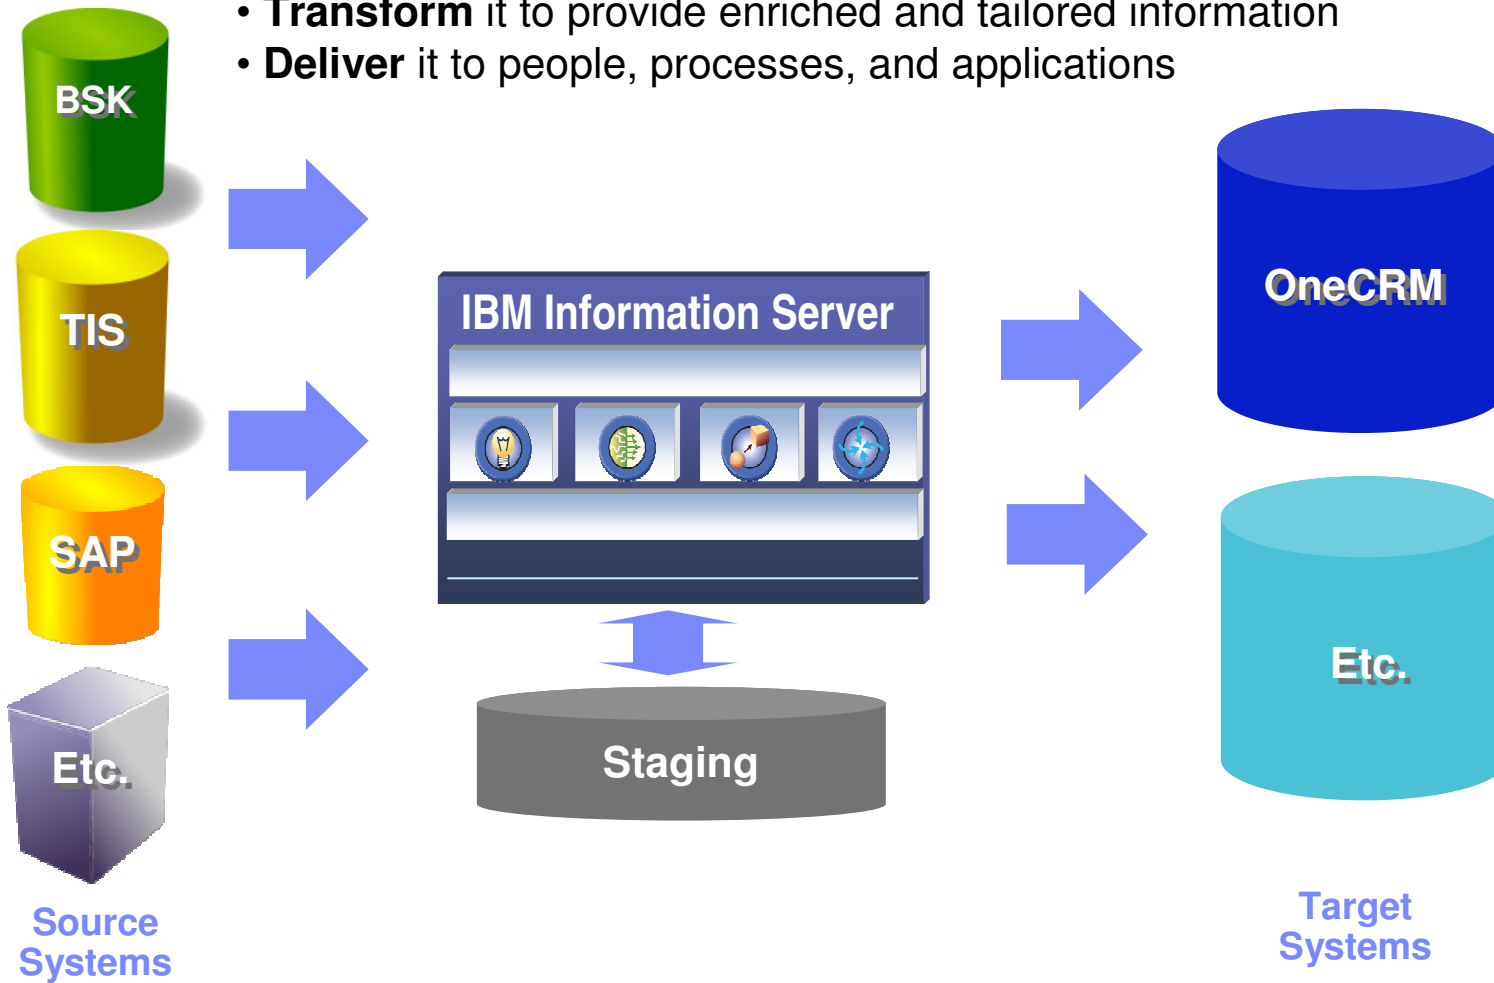 • Transform it to provide enriched and tailored information
• Deliver it to people, processes, and applications
BSK
TIS
SAP
Etc.
Source
Systems
IBM Information Server
Staging
OneCRM
Etc.
Target
Systems